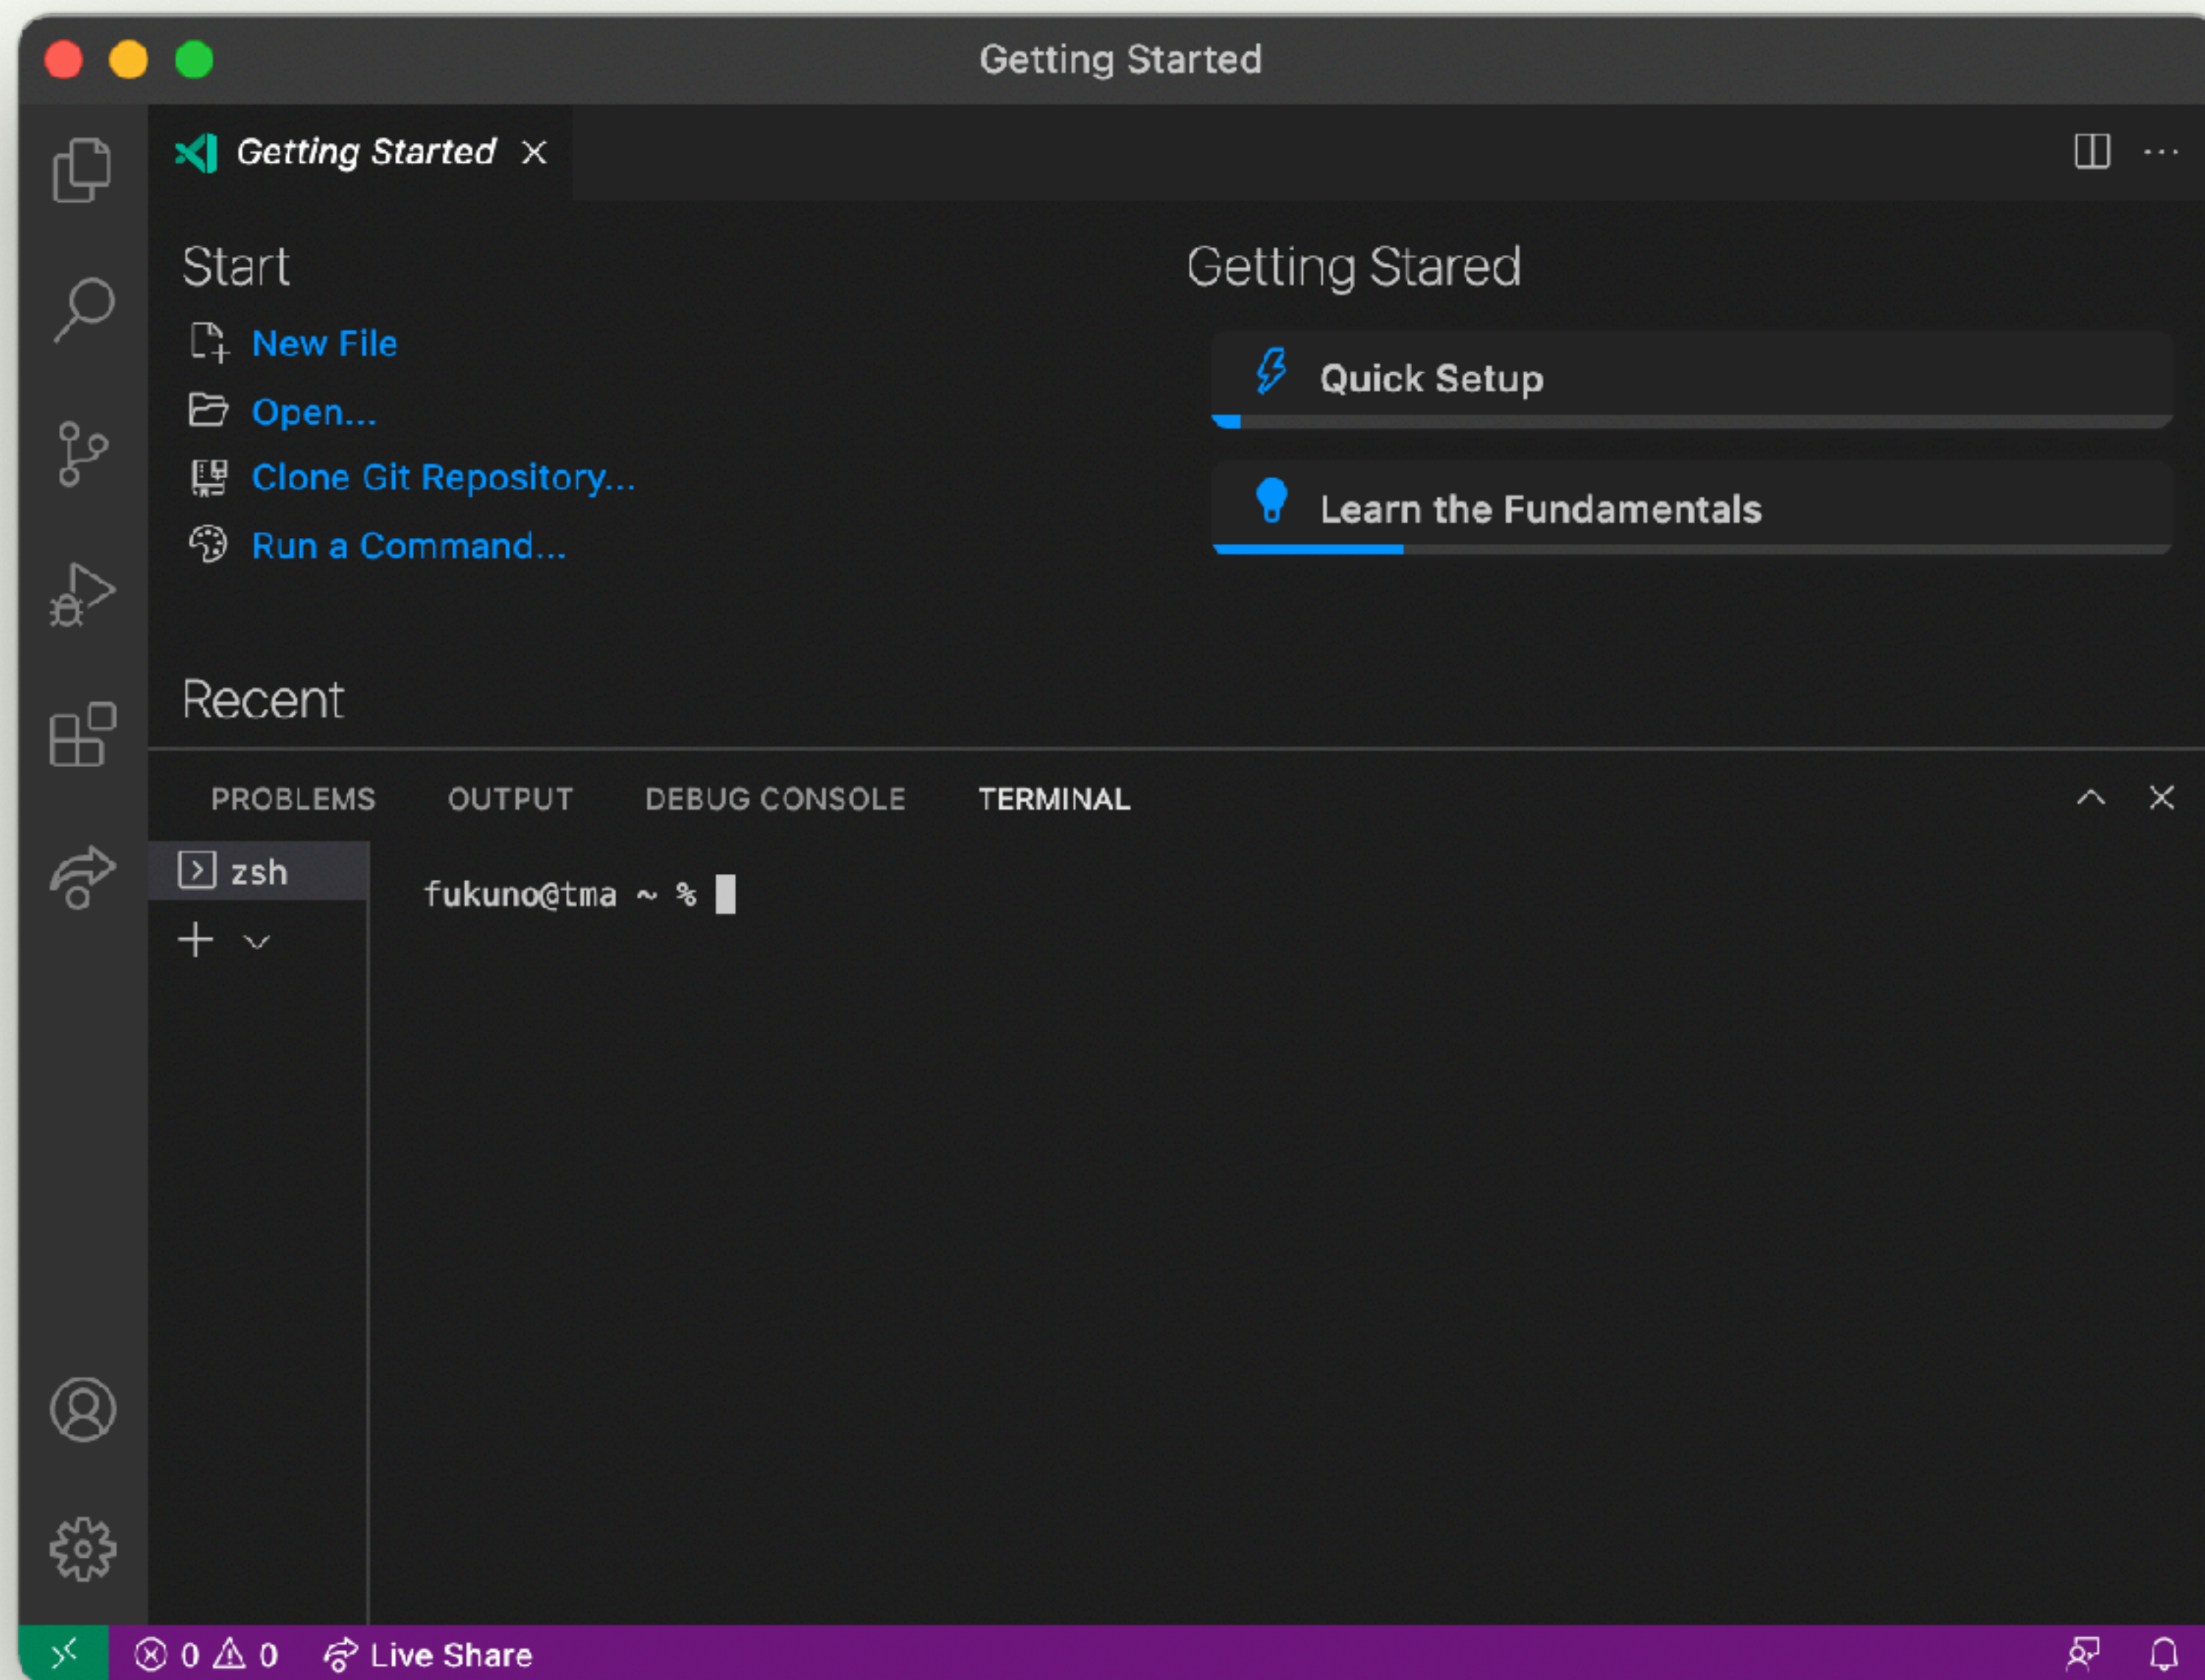 Getting Started
Getting Started
Start
New File
Open...
Clone Git Repository...
Run a Command...
Recent
Getting Stared
Quick Setup
Learn the Fundamentals
PROBLEMS OUTPUT DEBUG CONSOLE TERMINAL
zsh
fukuno@tma ~ %
0 0 Live Share